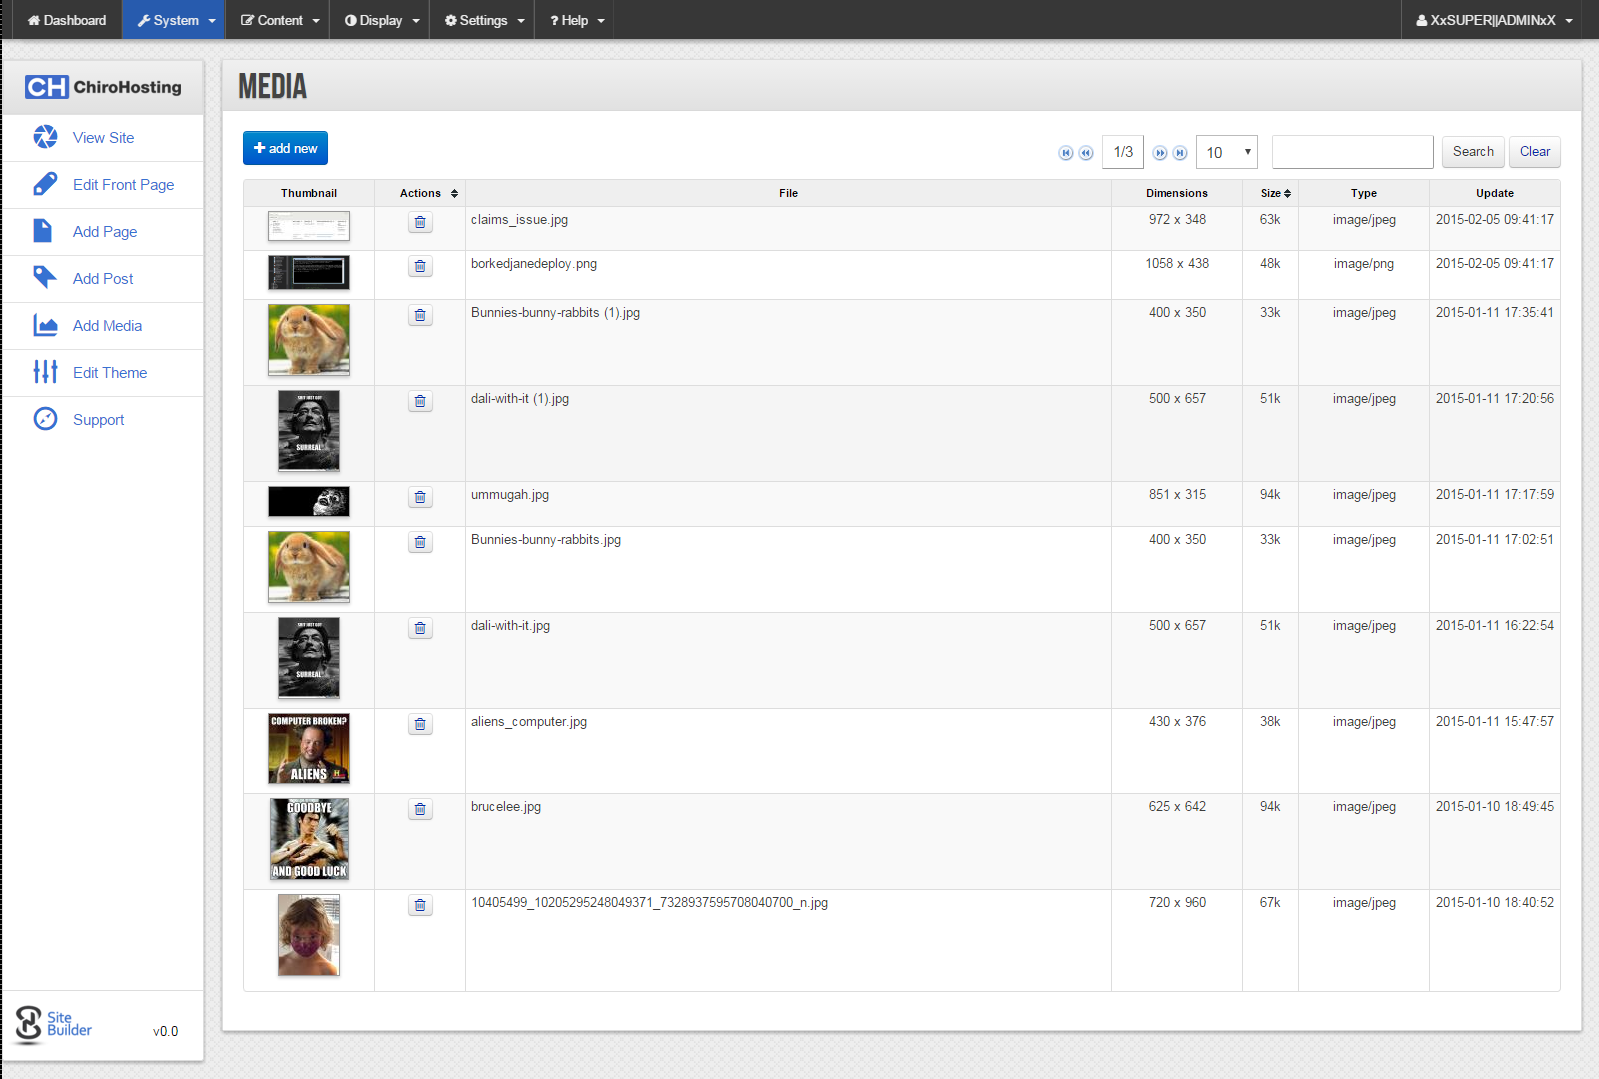 Dashboard System Content Display Settings ? Help XxSUPER||ADMINxX
CH ChiroHosting
View Site
Edit Front Page
Add Page
Add Post
Add Media
Edit Theme
Support
Site
Builder
v0.0
MEDIA
+ add new 1/3 10 Search Clear
Thumbnail Actions File Dimensions Size Type Update
claims_issue.jpg 972 x 348 63k image/jpeg 2015-02-05 09:41:17
borkedjanedeploy.png 1058 x 438 48k image/png 2015-02-05 09:41:17
Bunnies-bunny-rabbits (1).jpg 400 x 350 33k image/jpeg 2015-01-11 17:35:41
dali-with-it (1).jpg 500 x 657 51k image/jpeg 2015-01-11 17:20:56
SURREAL
ummugah.jpg 851 x 315 94k image/jpeg 2015-01-11 17:17:59
Bunnies-bunny-rabbits.jpg 400 x 350 33k image/jpeg 2015-01-11 17:02:51
dali-with-it.jpg 500 x 657 51k image/jpeg 2015-01-11 16:22:54
SURREAL
COMPUTER BROKEN? aliens_computer.jpg 430 x 376 38k image/jpeg 2015-01-11 15:47:57
ALIENS H
GOODBYE brucelee.jpg 625 x 642 94k image/jpeg 2015-01-10 18:49:45
AND GOOD LUCK
10405499_10205295248049371_7328937595708040700_n.jpg 720 x 960 67k image/jpeg 2015-01-10 18:40:52